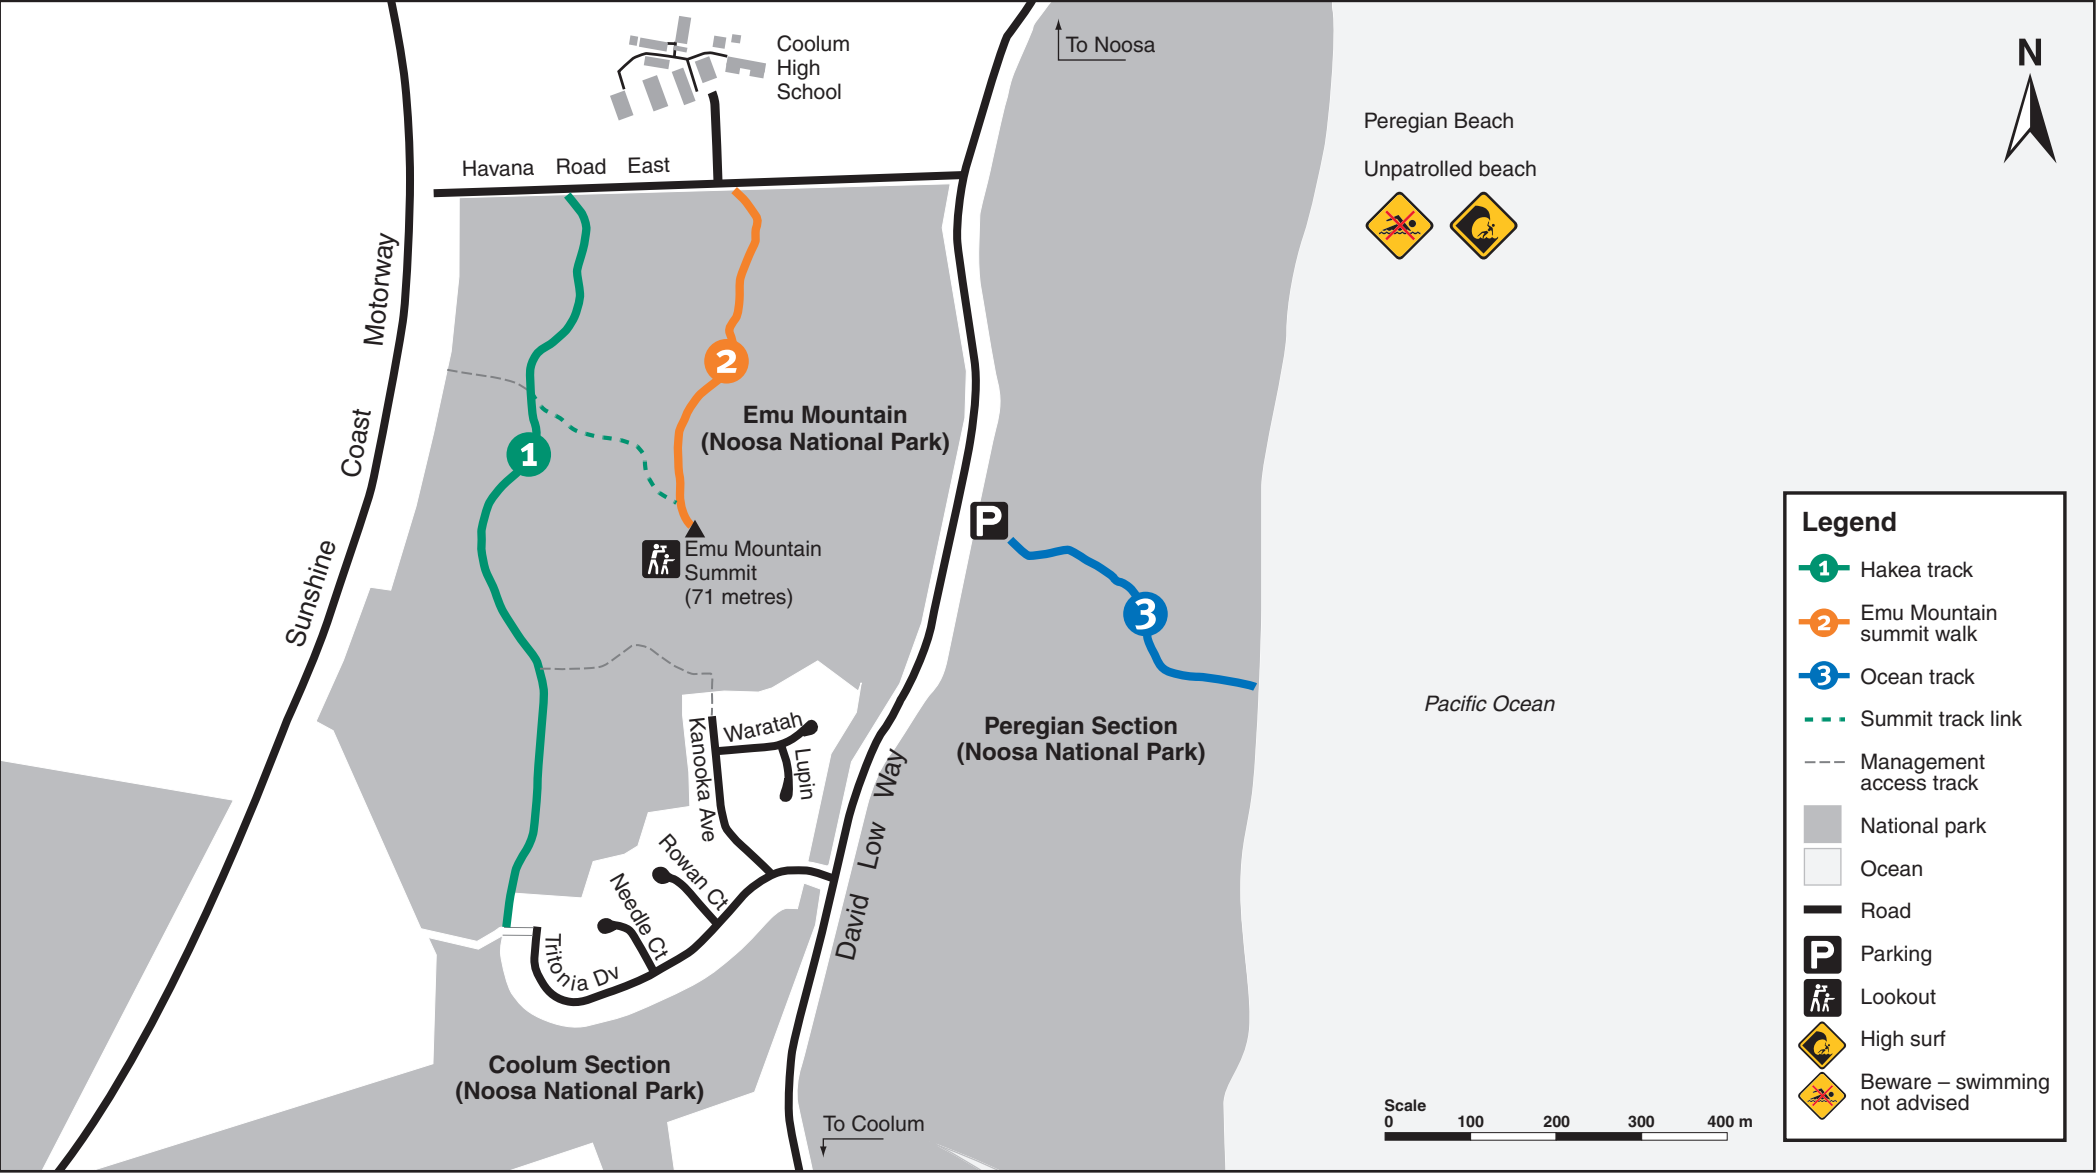 Coolum
High
School
To Noosa
N
Peregian Beach
Unpatrolled beach
Havana Road East
Sunshine Coast Motorway
2
Emu Mountain
(Noosa National Park)
1
P
Emu Mountain
Summit
(71 metres)
3
Peregian Section
(Noosa National Park)
Pacific Ocean
Waratah
Lupin
Kanooka Ave
Rowan Ct
Needle Ct
Tritonia Dv
David Low Way
Coolum Section
(Noosa National Park)
To Coolum
Scale
0 100 200 300 400 m
Legend
1 Hakea track
2 Emu Mountain
summit walk
3 Ocean track
Summit track link
Management
access track
National park
Ocean
Road
P Parking
Lookout
High surf
Beware – swimming
not advised